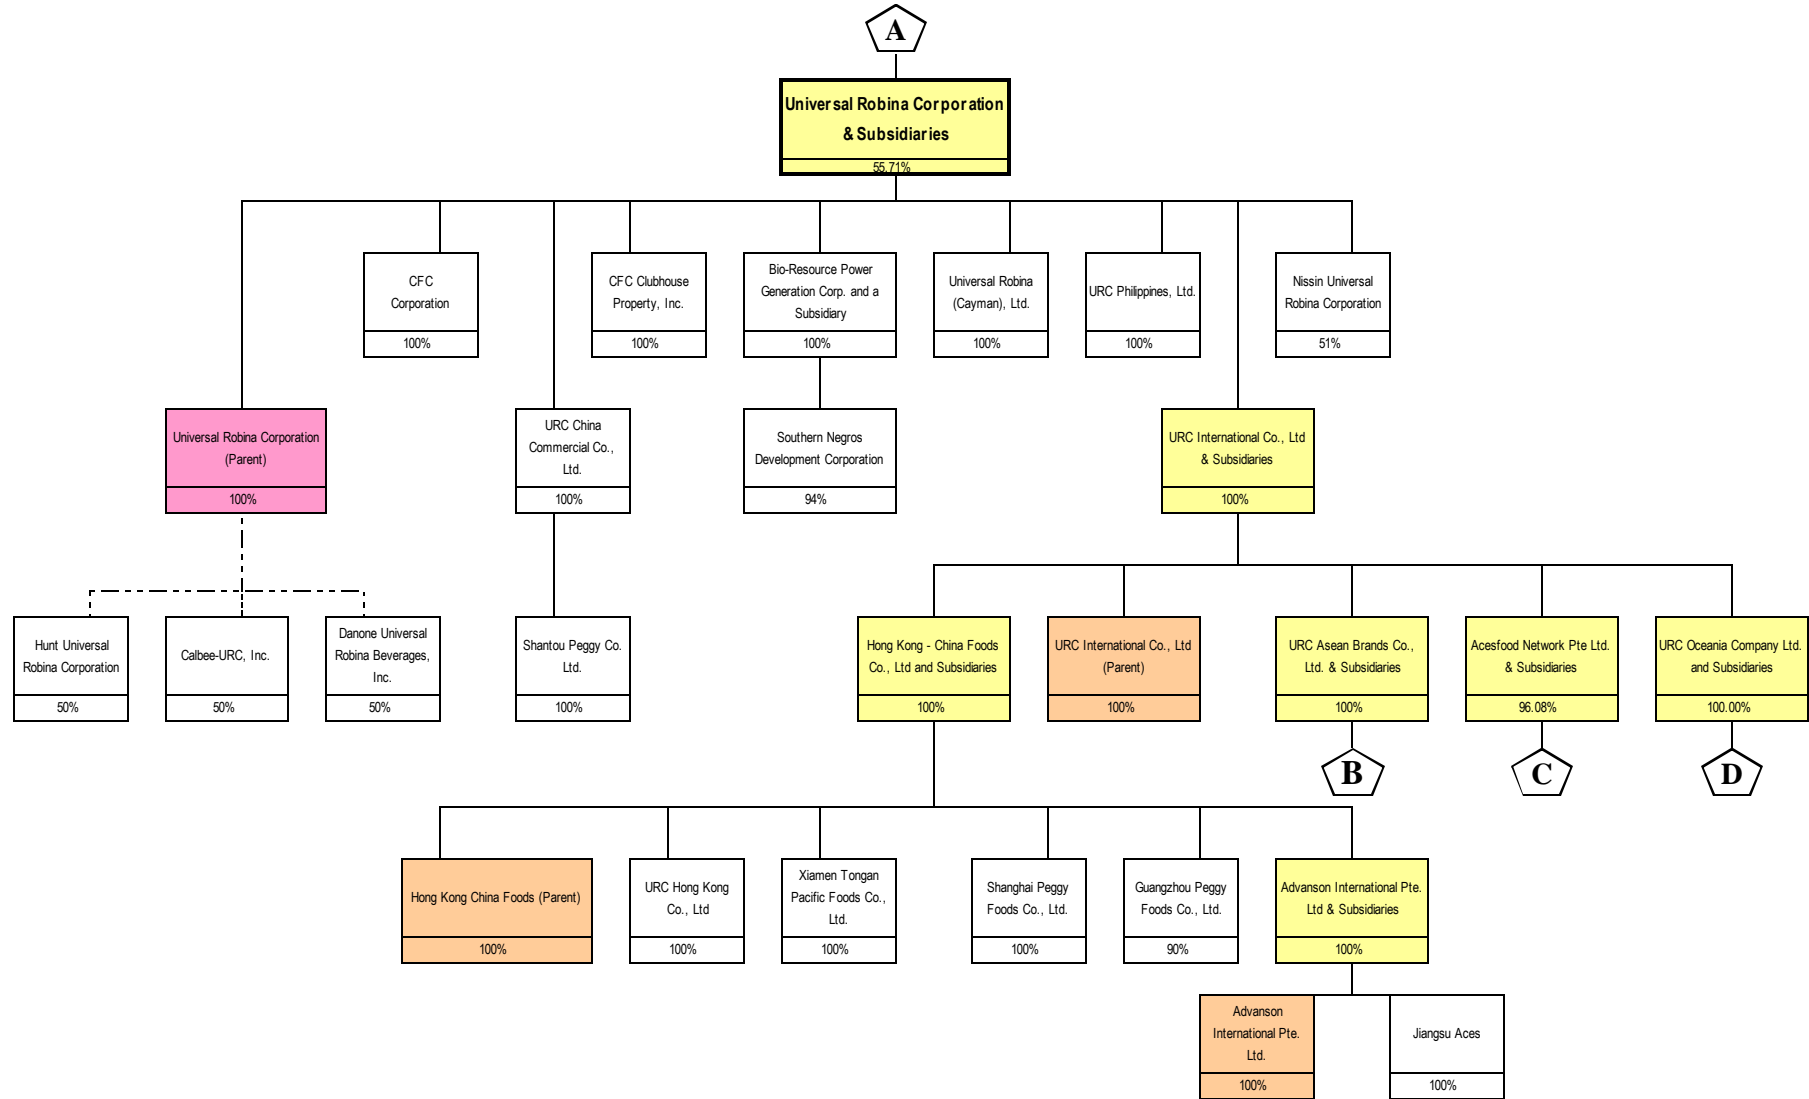 A
Universal Robina Corporation
& Subsidiaries
55.71%
CFC
Corporation
100%
CFC Clubhouse
Property, Inc.
100%
Bio-Resource Power
Generation Corp. and a
Subsidiary
100%
Universal Robina
(Cayman), Ltd.
100%
URC Philippines, Ltd.
100%
Nissin Universal
Robina Corporation
51%
Universal Robina Corporation
(Parent)
100%
URC China
Commercial Co.,
Ltd.
100%
Southern Negros
Development Corporation
94%
URC International Co., Ltd
& Subsidiaries
100%
Hunt Universal
Robina Corporation
50%
Calbee-URC, Inc.
50%
Danone Universal
Robina Beverages,
Inc.
50%
Shantou Peggy Co.
Ltd.
100%
Hong Kong - China Foods
Co., Ltd and Subsidiaries
100%
URC International Co., Ltd
(Parent)
100%
URC Asean Brands Co.,
Ltd. & Subsidiaries
100%
Acesfood Network Pte Ltd.
& Subsidiaries
96.08%
URC Oceania Company Ltd.
and Subsidiaries
100.00%
B
C
D
Hong Kong China Foods (Parent)
100%
URC Hong Kong
Co., Ltd
100%
Xiamen Tongan
Pacific Foods Co.,
Ltd.
100%
Shanghai Peggy
Foods Co., Ltd.
100%
Guangzhou Peggy
Foods Co., Ltd.
90%
Advanson International Pte.
Ltd & Subsidiaries
100%
Advanson
International Pte.
Ltd.
100%
Jiangsu Aces
100%